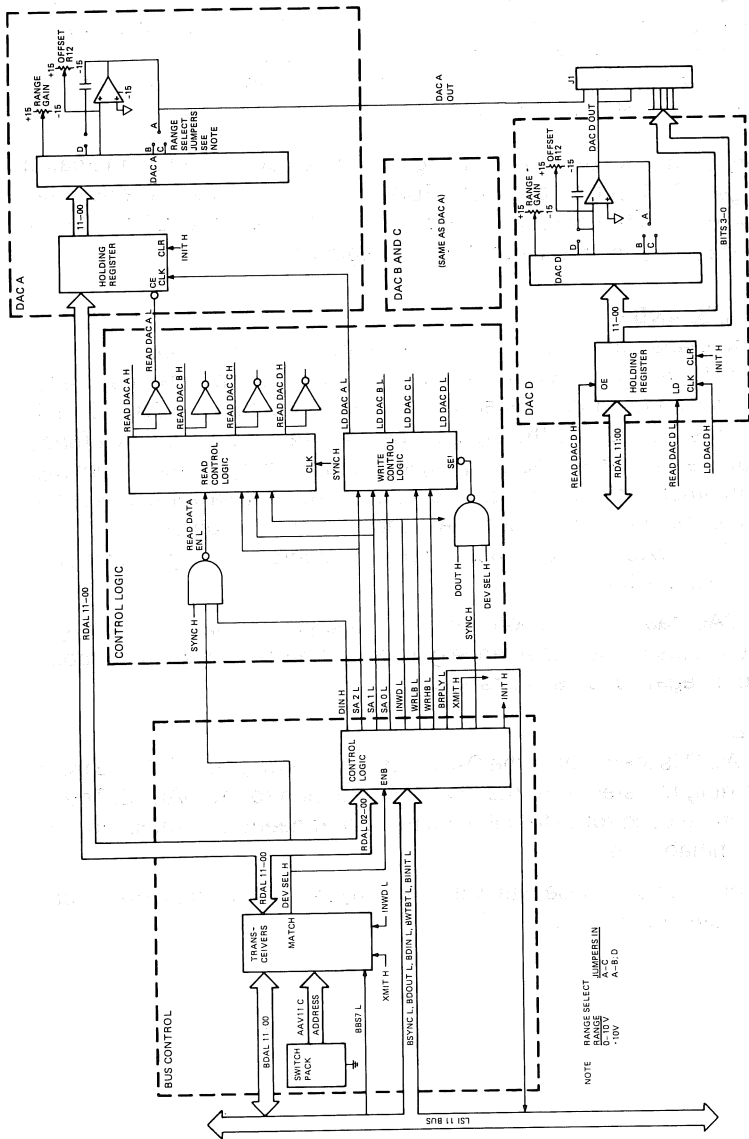 DAC A
+15
RANGE
GAIN
-15
+15
OFFSET
R12
-15
-15
D
B
C
A
DAC A
RANGE
SELECT
JUMPERS
SEE
NOTE
11-00
HOLDING
REGISTER
CE
CLK
CLR
INIT H
DAC A
OUT
J1
DAC B AND C
(SAME AS DAC A)
DAC D
+15
RANGE
GAIN
-15
+15
OFFSET
R12
-15
DAC D OUT
D
B
C
A
DAC D
BITS 3-0
11-00
HOLDING
REGISTER
OE
LD
CLK
CLR
INIT H
READ DAC D H
RDAL 11:00
READ DAC D L
LD DAC D H
RDAL 11-00
CONTROL LOGIC
READ DAC A L
READ DAC A H
READ DAC B H
READ DAC C H
READ DAC D H
READ
CONTROL
LOGIC
CLK
SYNC H
READ DATA
EN L
SYNC H
LD DAC A L
LD DAC B L
LD DAC C L
LD DAC D L
WRITE
CONTROL
LOGIC
DOUT H
DEV SEL H
SYNC H
BUS CONTROL
DIN H
SA 2 L
SA 1 L
SA 0 L
INWD L
WRLB L
WRHB L
BRPLY L
XMIT H
INIT H
CONTROL
LOGIC
ENB
RDAL 02-00
RDAL 11-00
DEV SEL H
TRANS-
CEIVERS
MATCH
INWD L
XMIT H
BDAL 11 00
AAV11 C
ADDRESS
SWITCH
PACK
BBS7 L
BSYNC L, BDOUT L, BDIN L, BWTBT L, BINIT L
LSI 11 BUS
NOTE
RANGE SELECT
RANGE
JUMPERS IN
0-10 V
A-C
10V
A-B; D